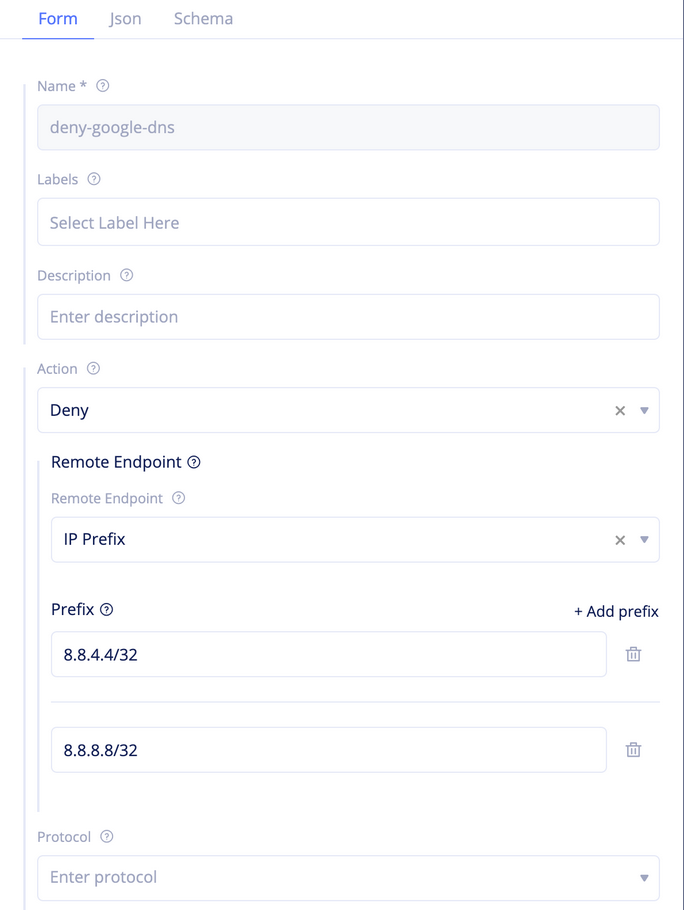 Form Json Schema
Name *
deny-google-dns
Labels
Select Label Here
Description
Enter description
Action
Deny
Remote Endpoint
Remote Endpoint
IP Prefix
Prefix + Add prefix
8.8.4.4/32
8.8.8.8/32
Protocol
Enter protocol